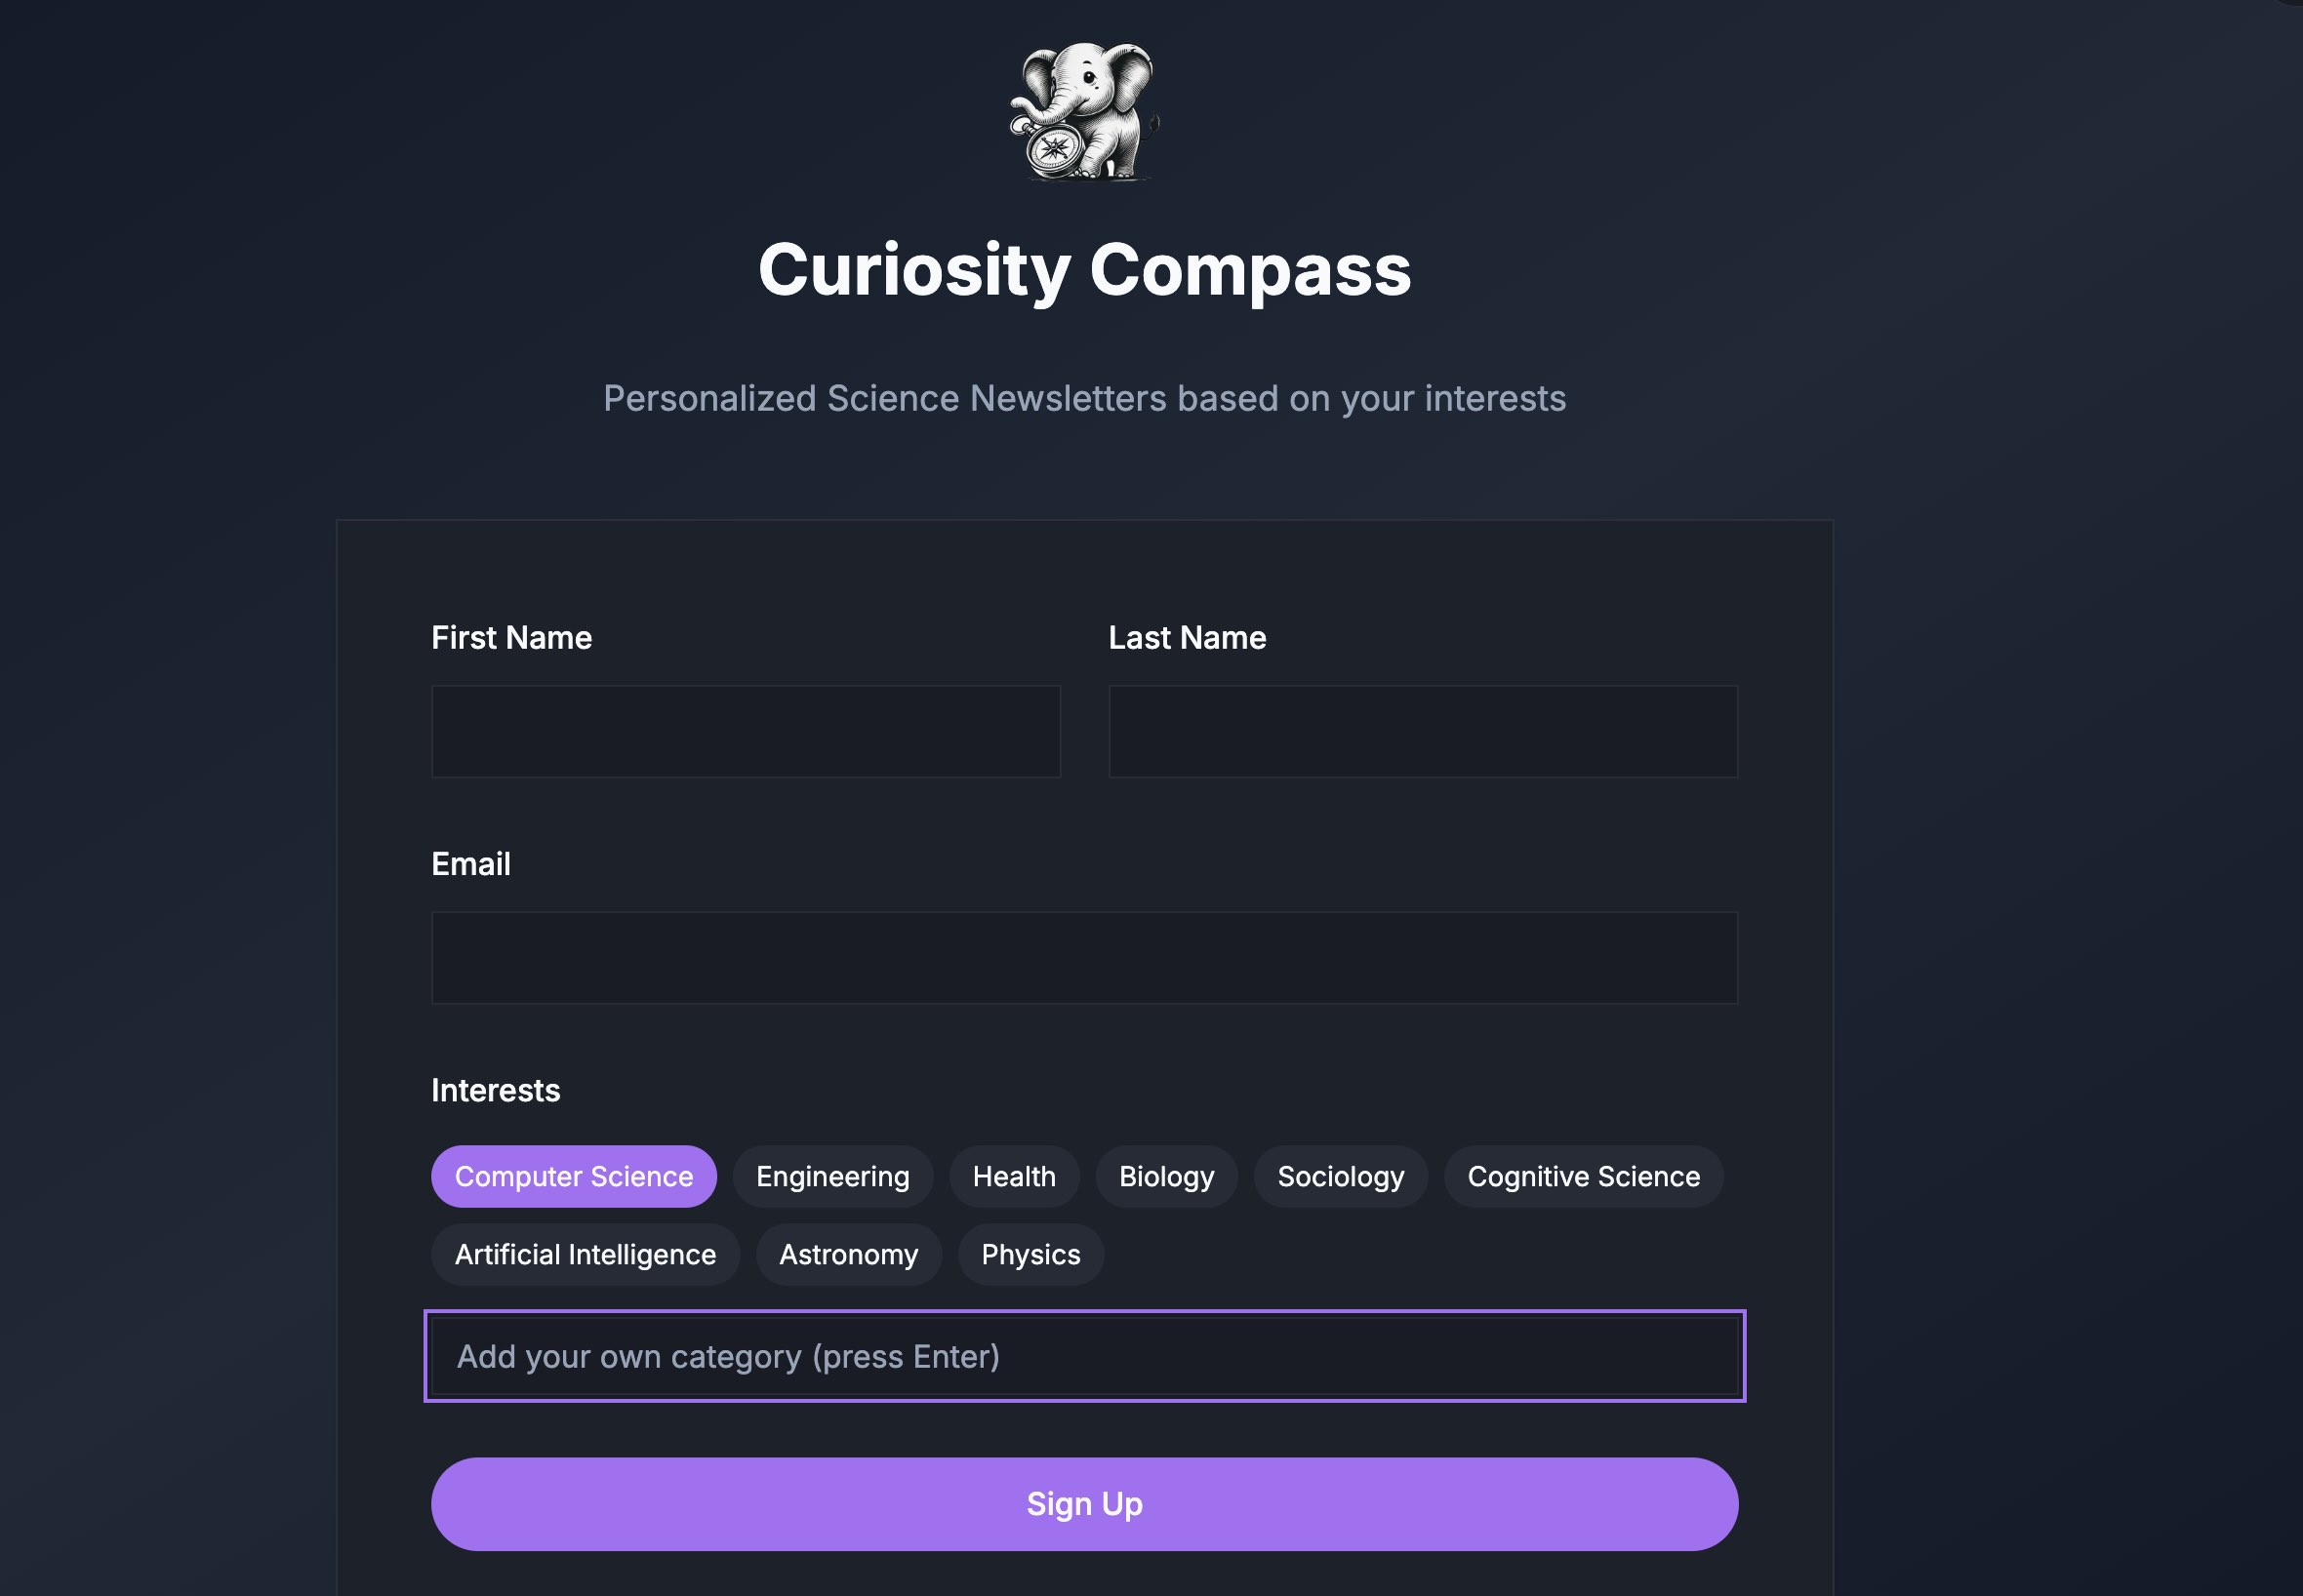 Curiosity Compass
Personalized Science Newsletters based on your interests
First Name
Last Name
Email
Interests
Computer Science Engineering Health Biology Sociology Cognitive Science
Artificial Intelligence Astronomy Physics
Add your own category (press Enter)
Sign Up